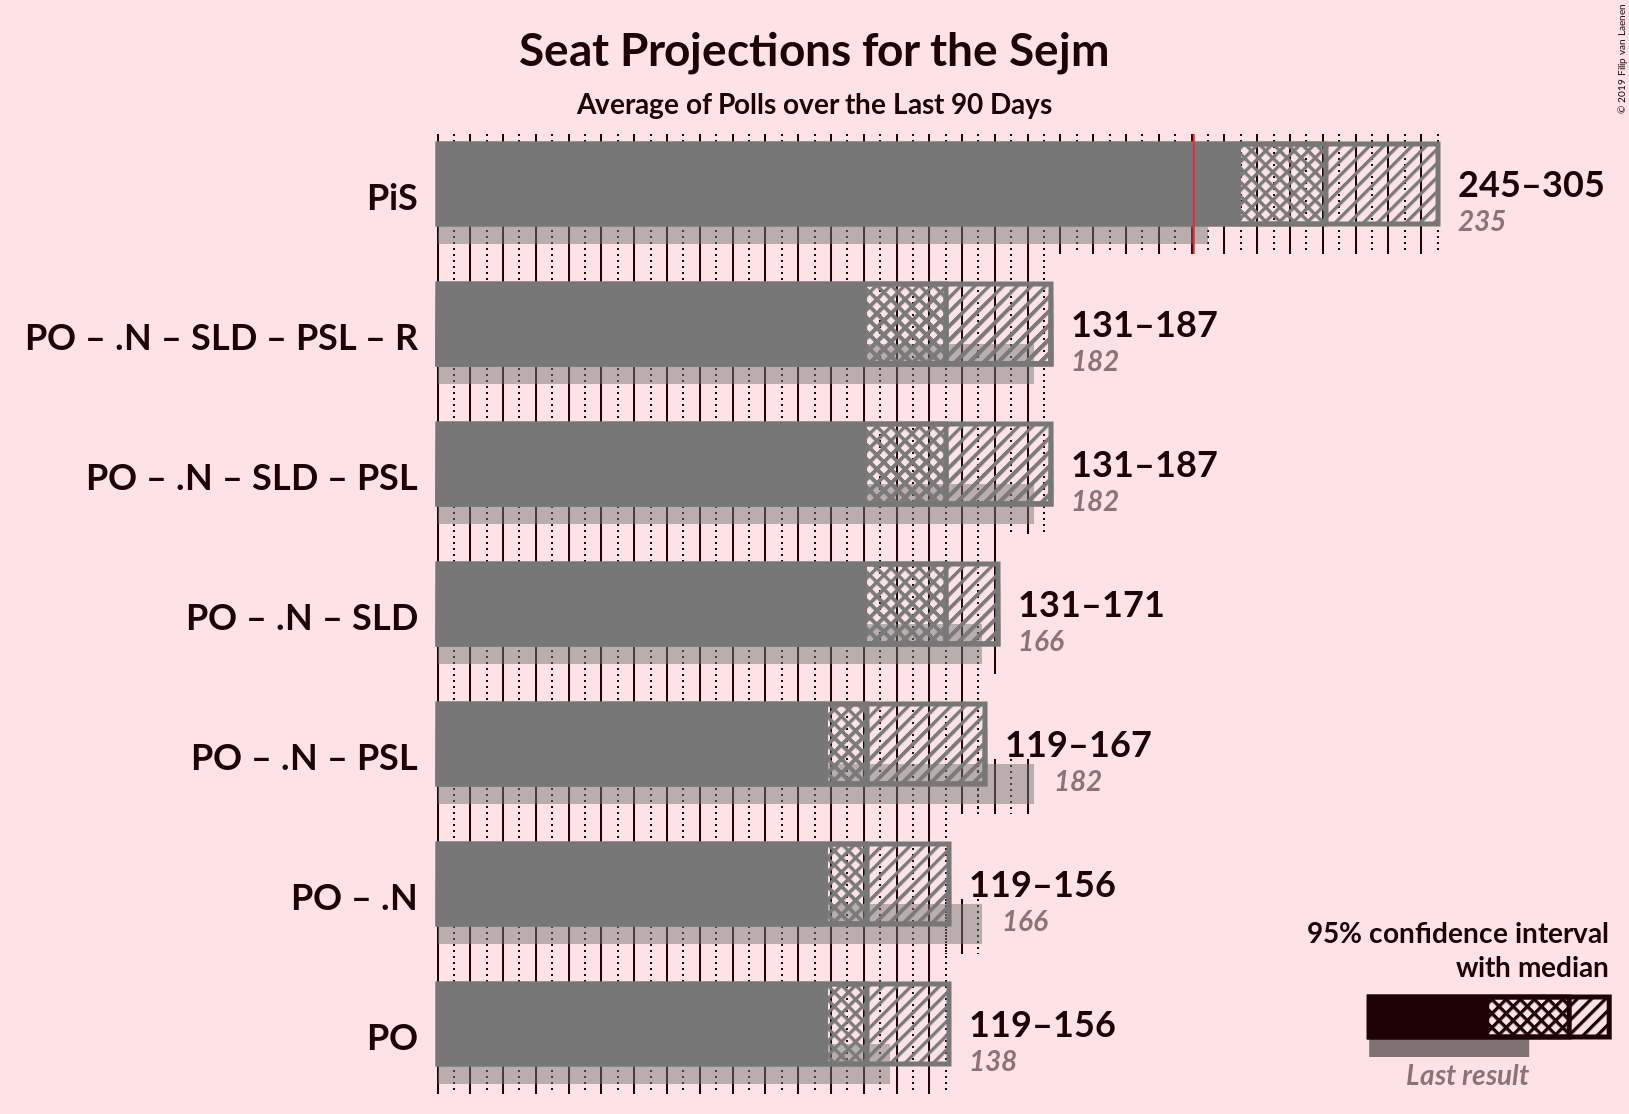 Seat Projections for the Sejm
Average of Polls over the Last 90 Days
© 2019 Filip van Laenen
PiS
245–305
235
PO – .N – SLD – PSL – R
131–187
182
PO – .N – SLD – PSL
131–187
182
PO – .N – SLD
131–171
166
PO – .N – PSL
119–167
182
PO – .N
119–156
166
PO
119–156
138
95% confidence interval
with median
Last result